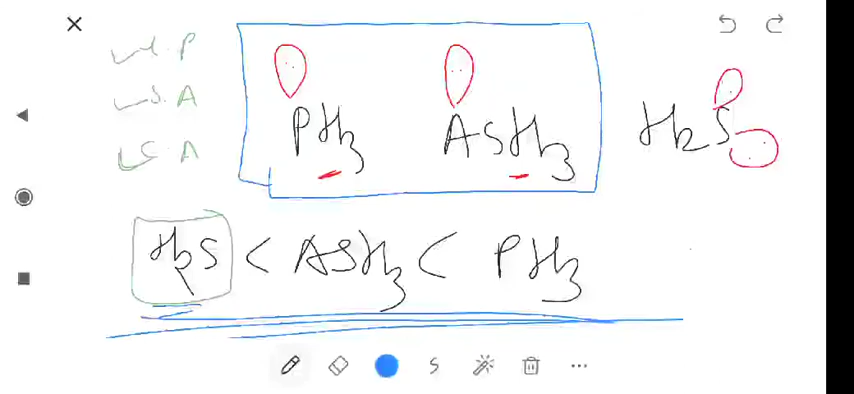 L.P
S. A
C. A
PH3 AsH3 H2S
H2S < AsH3 < PH3